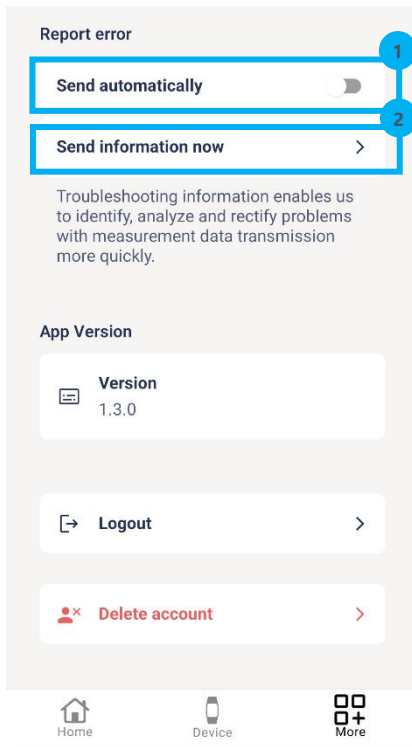 Report error
1
Send automatically
2
Send information now
Troubleshooting information enables us
to identify, analyze and rectify problems
with measurement data transmission
more quickly.
App Version
Version
1.3.0
Logout
Delete account
Home
Device
More